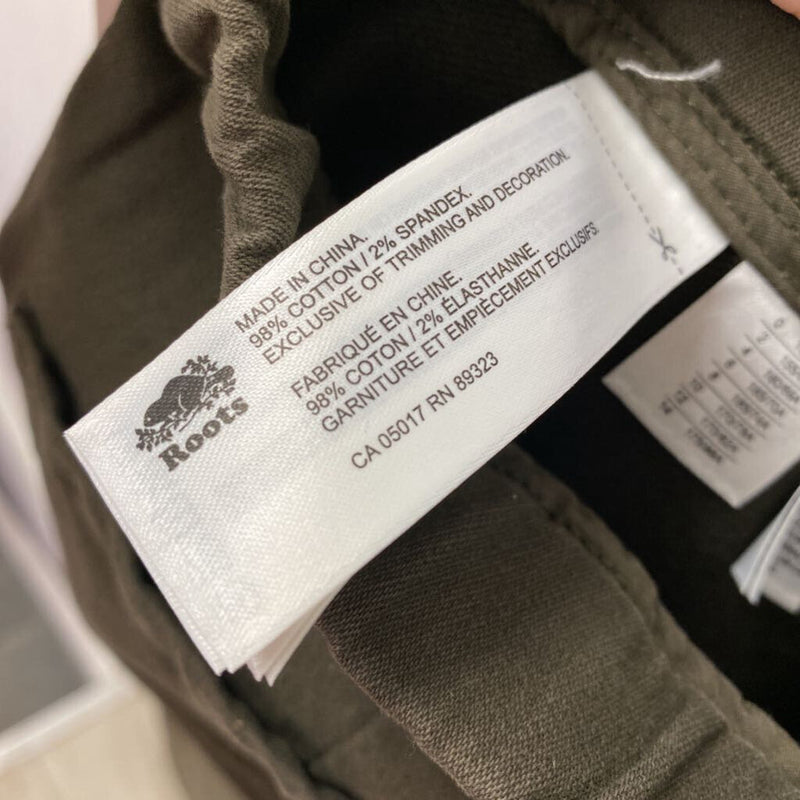 Roots
MADE IN CHINA.
98% COTTON / 2% SPANDEX.
EXCLUSIVE OF TRIMMING AND DECORATION.
FABRIQUÉ EN CHINE.
98% COTON / 2% ÉLASTHANNE.
GARNITURE ET EMPIÈCEMENT EXCLUSIFS.
CA 05017 RN 89323